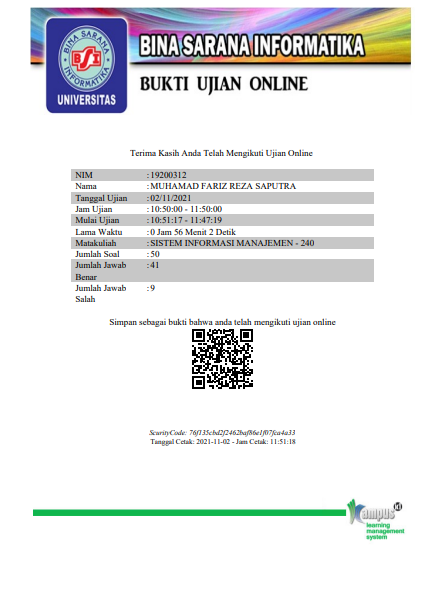 BINA SARANA INFORMATIKA
BINA SARANA INFORMATIKA
BSI
UNIVERSITAS
BUKTI UJIAN ONLINE
Terima Kasih Anda Telah Mengikuti Ujian Online
NIM : 19200312
Nama : MUHAMAD FARIZ REZA SAPUTRA
Tanggal Ujian : 02/11/2021
Jam Ujian : 10:50:00 - 11:50:00
Mulai Ujian : 10:51:17 - 11:47:19
Lama Waktu : 0 Jam 56 Menit 2 Detik
Matakuliah : SISTEM INFORMASI MANAJEMEN - 240
Jumlah Soal : 50
Jumlah Jawab : 41
Benar
Jumlah Jawab : 9
Salah
Simpan sebagai bukti bahwa anda telah mengikuti ujian online
ScurityCode: 76f135cbd2f2462baf86e1f07fca4a33
Tanggal Cetak: 2021-11-02 - Jam Cetak: 11:51:18
Kampus id
learning
management
system